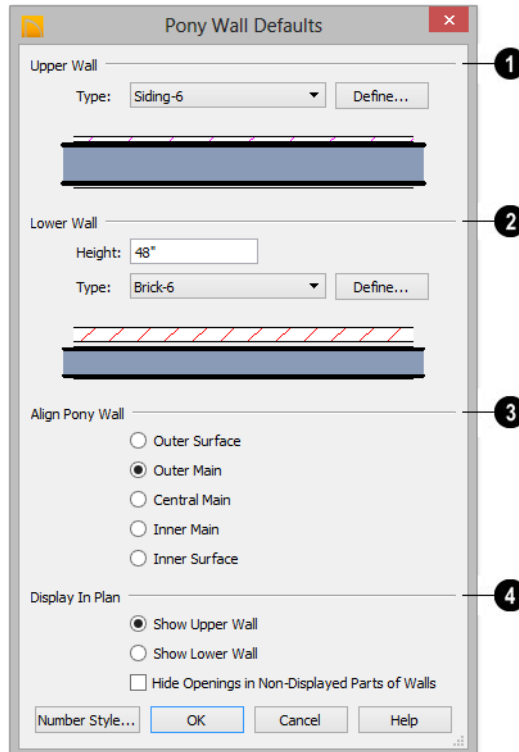 Pony Wall Defaults
x
Upper Wall
1
Type: Siding-6 Define...
Lower Wall
2
Height: 48"
Type: Brick-6 Define...
Align Pony Wall
3
Outer Surface
Outer Main
Central Main
Inner Main
Inner Surface
Display In Plan
4
Show Upper Wall
Show Lower Wall
Hide Openings in Non-Displayed Parts of Walls
Number Style... OK Cancel Help